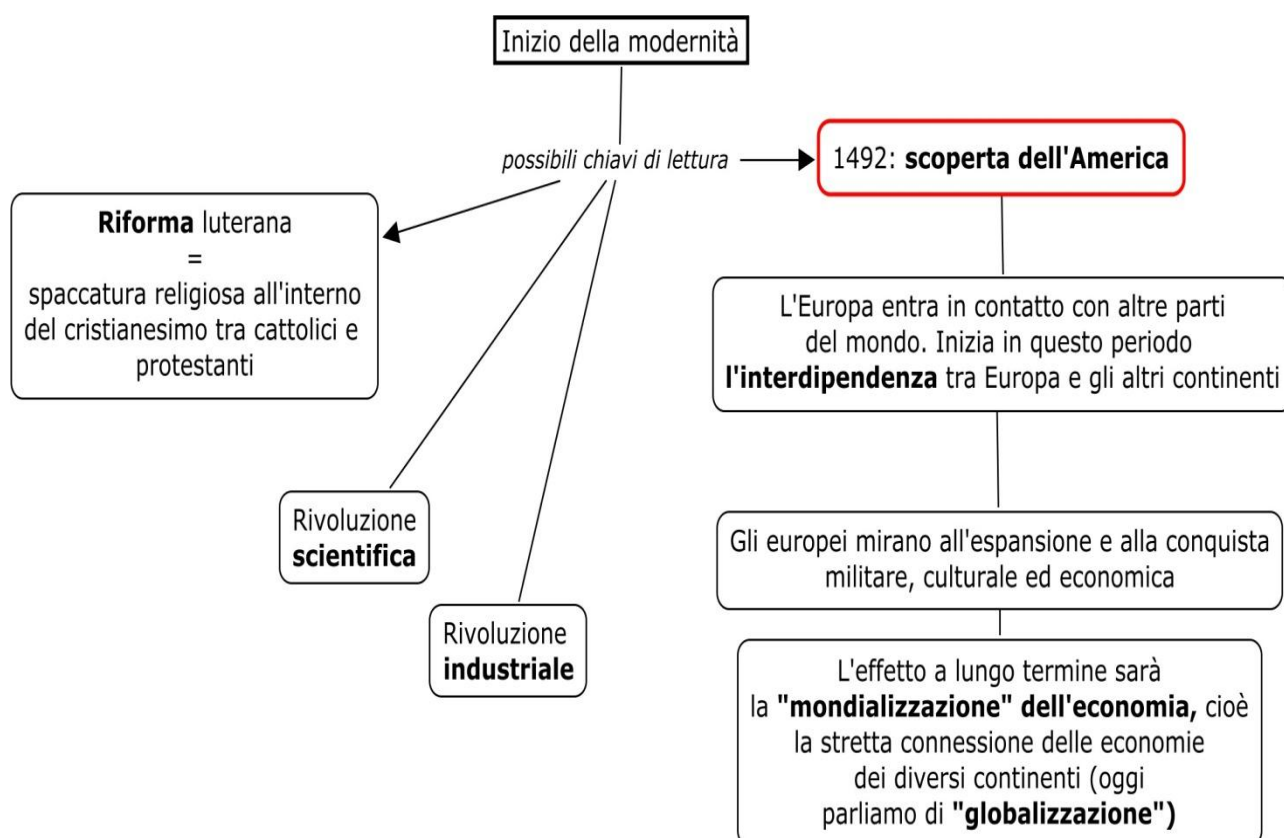 Inizio della modernità
possibili chiavi di lettura
1492: scoperta dell'America
Riforma luterana
=
spaccatura religiosa all'interno
del cristianesimo tra cattolici e
protestanti
L'Europa entra in contatto con altre parti
del mondo. Inizia in questo periodo
l'interdipendenza tra Europa e gli altri continenti
Rivoluzione
scientifica
Gli europei mirano all'espansione e alla conquista
militare, culturale ed economica
Rivoluzione
industriale
L'effetto a lungo termine sarà
la "mondializzazione" dell'economia, cioè
la stretta connessione delle economie
dei diversi continenti (oggi
parliamo di "globalizzazione")